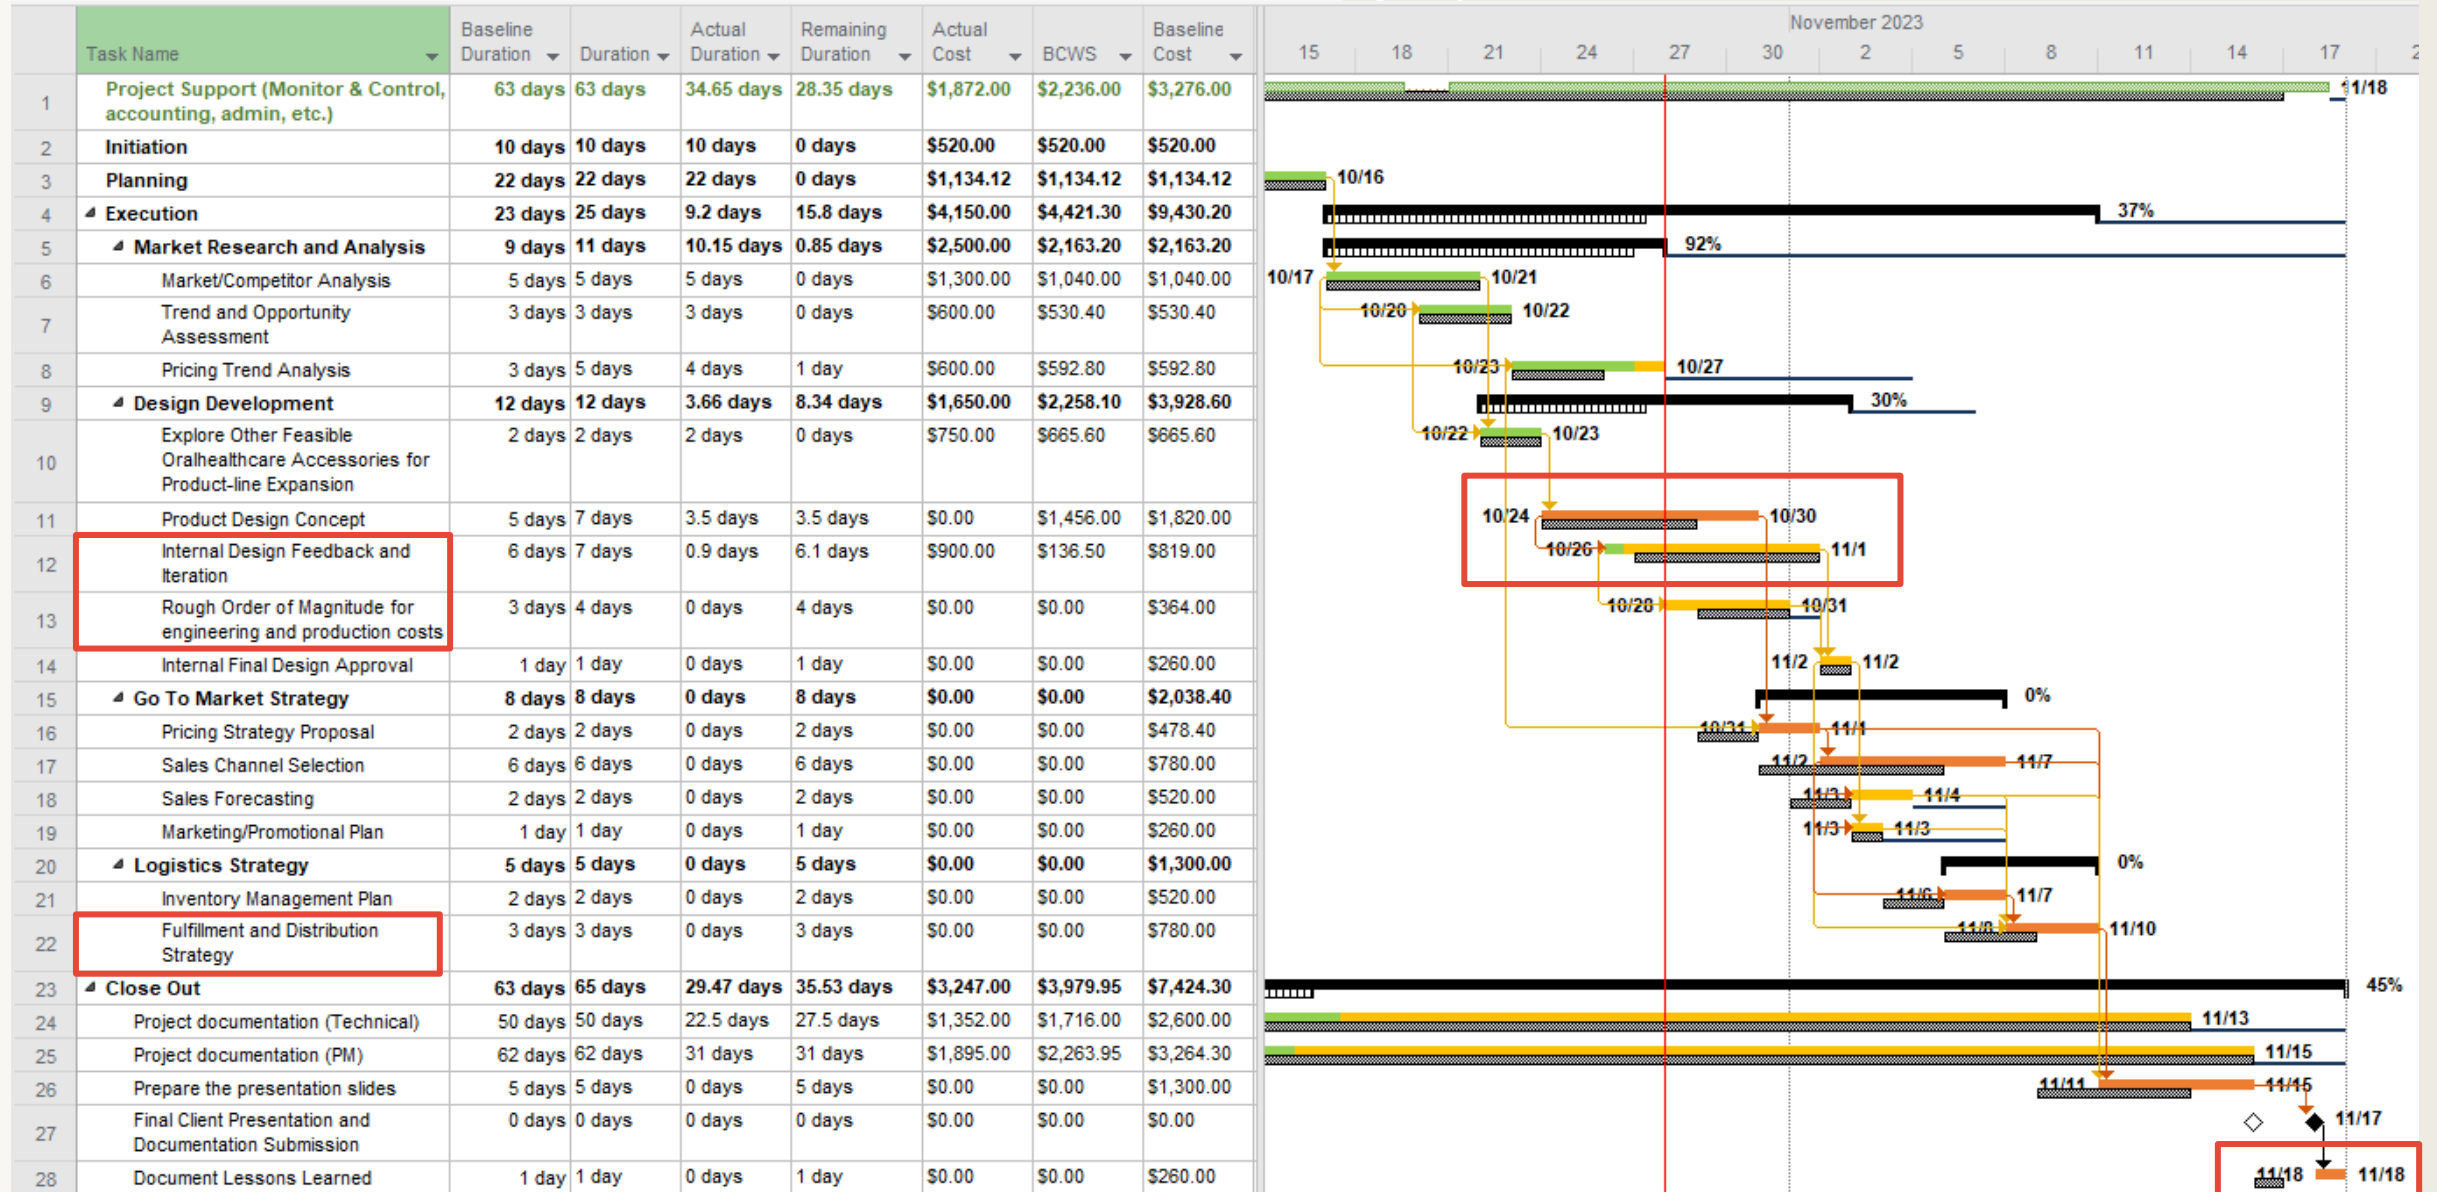 November 2023
Task Name Baseline Duration Duration Actual Duration Remaining Duration Actual Cost BCWS Baseline Cost 15 18 21 24 27 30 2 5 8 11 14 17 2
1 Project Support (Monitor & Control, accounting, admin, etc.) 63 days 63 days 34.65 days 28.35 days $1,872.00 $2,236.00 $3,276.00 11/18
2 Initiation 10 days 10 days 10 days 0 days $520.00 $520.00 $520.00
3 Planning 22 days 22 days 22 days 0 days $1,134.12 $1,134.12 $1,134.12 10/16
4 Execution 23 days 25 days 9.2 days 15.8 days $4,150.00 $4,421.30 $9,430.20 37%
5 Market Research and Analysis 9 days 11 days 10.15 days 0.85 days $2,500.00 $2,163.20 $2,163.20 92%
6 Market/Competitor Analysis 5 days 5 days 5 days 0 days $1,300.00 $1,040.00 $1,040.00 10/17 10/21
7 Trend and Opportunity Assessment 3 days 3 days 3 days 0 days $600.00 $530.40 $530.40 10/20 10/22
8 Pricing Trend Analysis 3 days 5 days 4 days 1 day $600.00 $592.80 $592.80 10/23 10/27
9 Design Development 12 days 12 days 3.66 days 8.34 days $1,650.00 $2,258.10 $3,928.60 30%
10 Explore Other Feasible Oralhealthcare Accessories for Product-line Expansion 2 days 2 days 2 days 0 days $750.00 $665.60 $665.60 10/22 10/23
11 Product Design Concept 5 days 7 days 3.5 days 3.5 days $0.00 $1,456.00 $1,820.00 10/24 10/30
12 Internal Design Feedback and Iteration 6 days 7 days 0.9 days 6.1 days $900.00 $136.50 $819.00 10/26 11/1
13 Rough Order of Magnitude for engineering and production costs 3 days 4 days 0 days 4 days $0.00 $0.00 $364.00 10/28 10/31
14 Internal Final Design Approval 1 day 1 day 0 days 1 day $0.00 $0.00 $260.00 11/2 11/2
15 Go To Market Strategy 8 days 8 days 0 days 8 days $0.00 $0.00 $2,038.40 0%
16 Pricing Strategy Proposal 2 days 2 days 0 days 2 days $0.00 $0.00 $478.40 10/31 11/1
17 Sales Channel Selection 6 days 6 days 0 days 6 days $0.00 $0.00 $780.00 11/2 11/7
18 Sales Forecasting 2 days 2 days 0 days 2 days $0.00 $0.00 $520.00 11/3 11/4
19 Marketing/Promotional Plan 1 day 1 day 0 days 1 day $0.00 $0.00 $260.00 11/3 11/3
20 Logistics Strategy 5 days 5 days 0 days 5 days $0.00 $0.00 $1,300.00 0%
21 Inventory Management Plan 2 days 2 days 0 days 2 days $0.00 $0.00 $520.00 11/6 11/7
22 Fulfillment and Distribution Strategy 3 days 3 days 0 days 3 days $0.00 $0.00 $780.00 11/8 11/10
23 Close Out 63 days 65 days 29.47 days 35.53 days $3,247.00 $3,979.95 $7,424.30 45%
24 Project documentation (Technical) 50 days 50 days 22.5 days 27.5 days $1,352.00 $1,716.00 $2,600.00 11/13
25 Project documentation (PM) 62 days 62 days 31 days 31 days $1,895.00 $2,263.95 $3,264.30 11/15
26 Prepare the presentation slides 5 days 5 days 0 days 5 days $0.00 $0.00 $1,300.00 11/11 11/15
27 Final Client Presentation and Documentation Submission 0 days 0 days 0 days 0 days $0.00 $0.00 $0.00 11/17
28 Document Lessons Learned 1 day 1 day 0 days 1 day $0.00 $0.00 $260.00 11/18 11/18